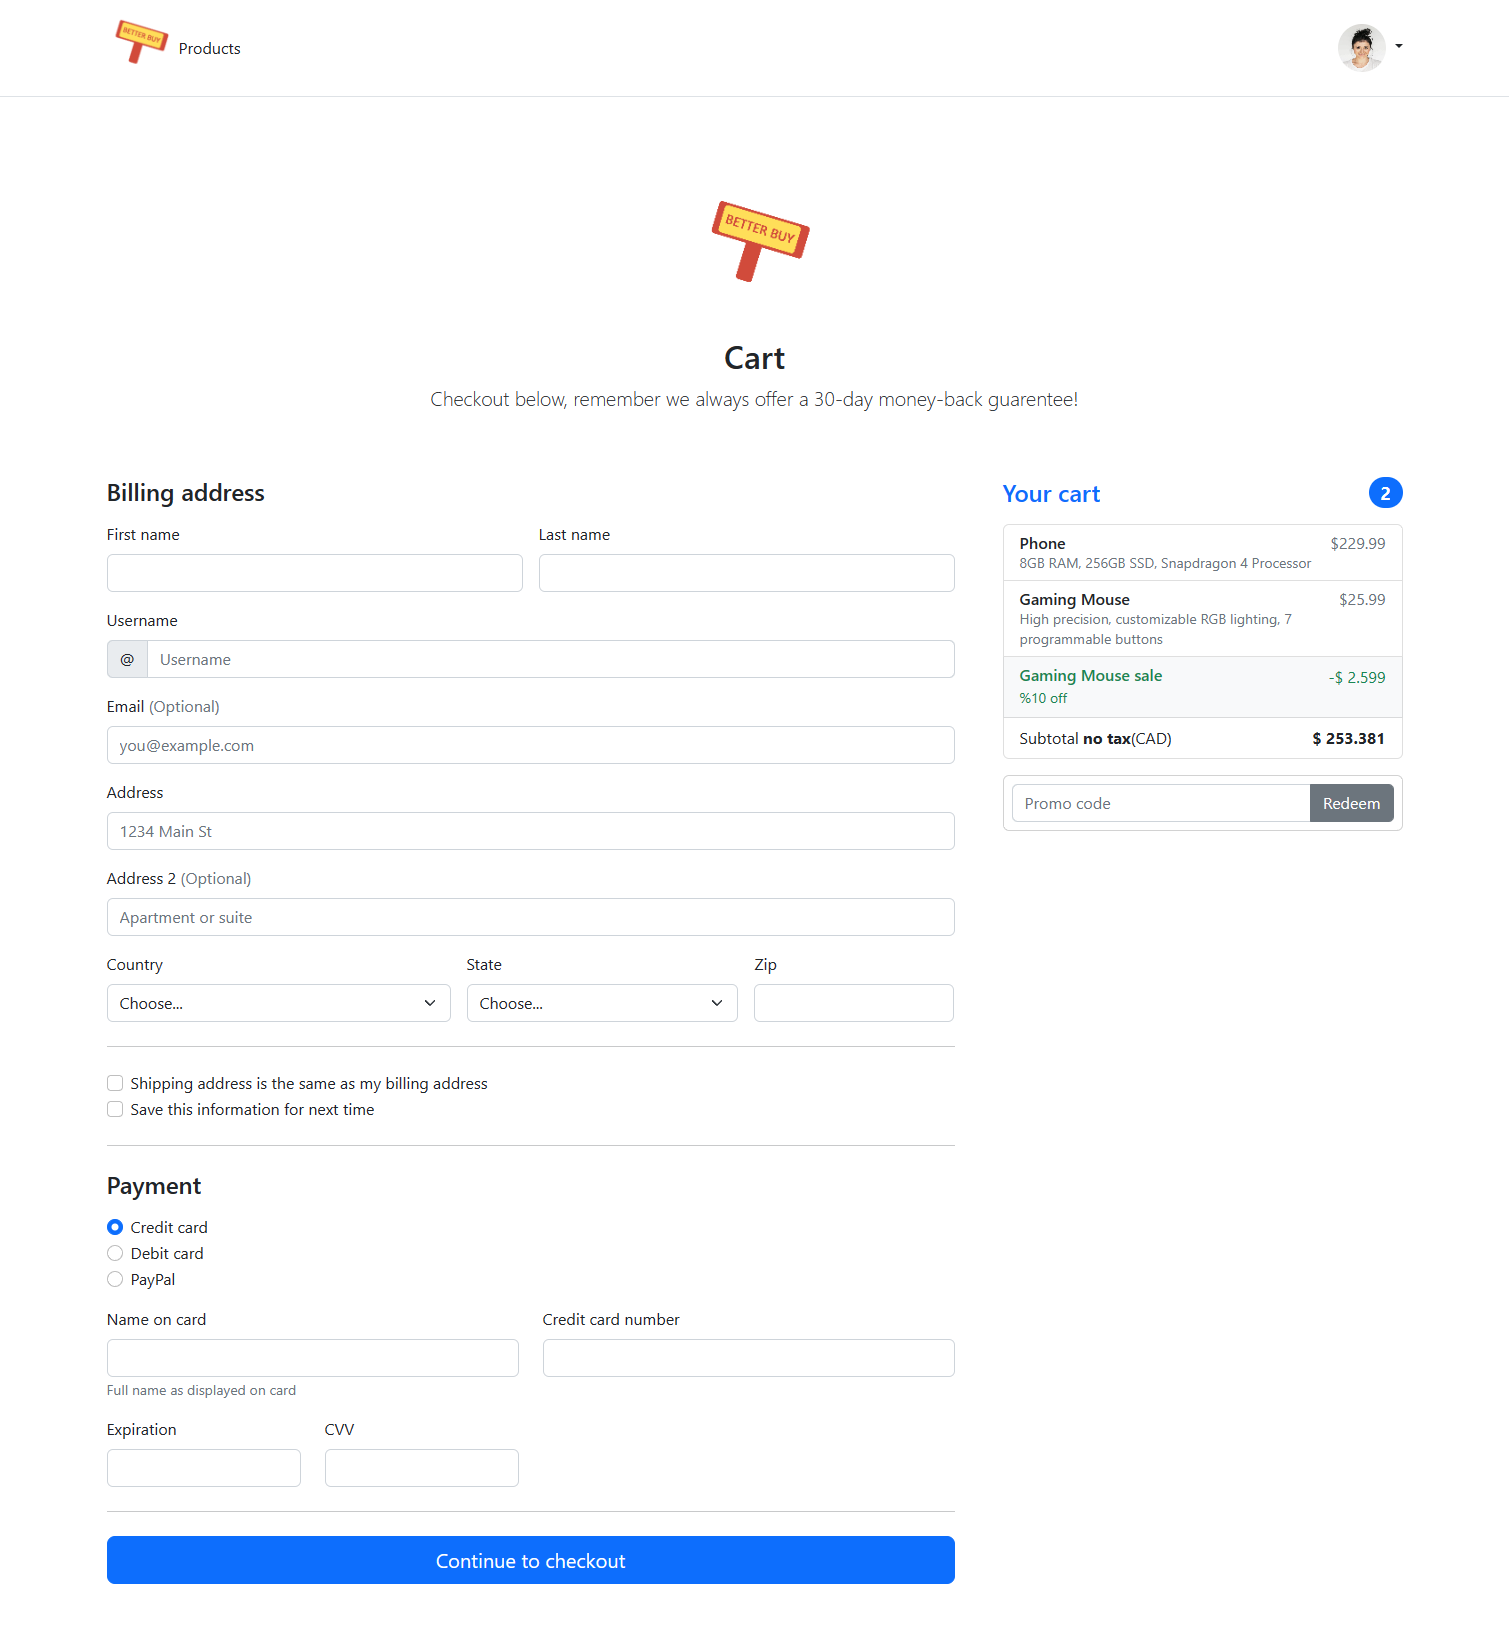 BETTER BUY
Products
BETTER BUY
Cart
Checkout below, remember we always offer a 30-day money-back guarentee!
Billing address
First name
Last name
Username
@
Username
Email (Optional)
you@example.com
Address
1234 Main St
Address 2 (Optional)
Apartment or suite
Country
State
Zip
Choose...
Choose...
Shipping address is the same as my billing address
Save this information for next time
Payment
Credit card
Debit card
PayPal
Name on card
Credit card number
Full name as displayed on card
Expiration
CVV
Continue to checkout
Your cart
2
Phone
$229.99
8GB RAM, 256GB SSD, Snapdragon 4 Processor
Gaming Mouse
$25.99
High precision, customizable RGB lighting, 7
programmable buttons
Gaming Mouse sale
-$ 2.599
%10 off
Subtotal no tax(CAD)
$ 253.381
Promo code
Redeem